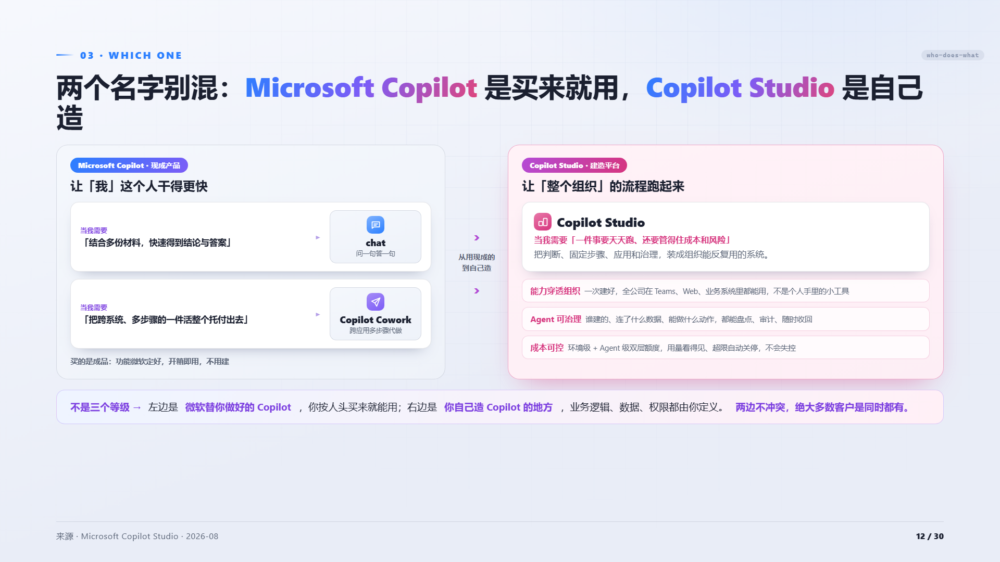 03 · WHICH ONE
who-does-what
两个名字别混：Microsoft Copilot 是买来就用，Copilot Studio 是自己
造
Microsoft Copilot · 现成产品
让「我」这个人干得更快
当我需要
「结合多份材料，快速得到结论与答案」
▸
chat
问一句答一句
当我需要
「把跨系统、多步骤的一件活整个托付出去」
▸
Copilot Cowork
跨应用多步骤代做
买的是成品：功能微软定好，开箱即用，不用建
›
从用现成的
到自己造
›
Copilot Studio · 建造平台
让「整个组织」的流程跑起来
Copilot Studio
当我需要「一件事要天天跑、还要管得住成本和风险」
把判断、固定步骤、应用和治理，装成组织能反复用的系统。
能力穿透组织 一次建好，全公司在 Teams、Web、业务系统里都能用，不是个人手里的小工具
Agent 可治理 谁建的、连了什么数据、能做什么动作，都能盘点、审计、随时收回
成本可控 环境级 + Agent 级双层额度，用量看得见、超限自动关停，不会失控
不是三个等级 → 左边是 微软替你做好的 Copilot ，你按人头买来就能用；右边是 你自己造 Copilot 的地方 ，业务逻辑、数据、权限都由你定义。 两边不冲突，绝大多数客户是同时都有。
来源 · Microsoft Copilot Studio · 2026-08
12 / 30